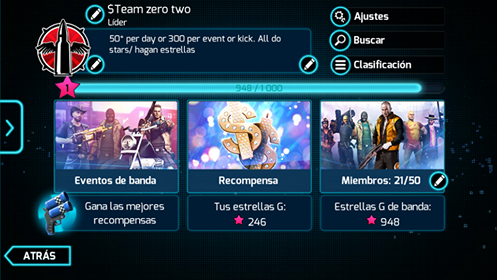 $Team zero two
Líder
50* per day or 300 per event or kick. All do
stars/ hagan estrellas
Ajustes
Buscar
Clasificación
1
948 / 1 000
Eventos de banda
Recompensa
Miembros: 21/50
Gana las mejores
recompensas
Tus estrellas G:
246
Estrellas G de banda:
948
ATRÁS